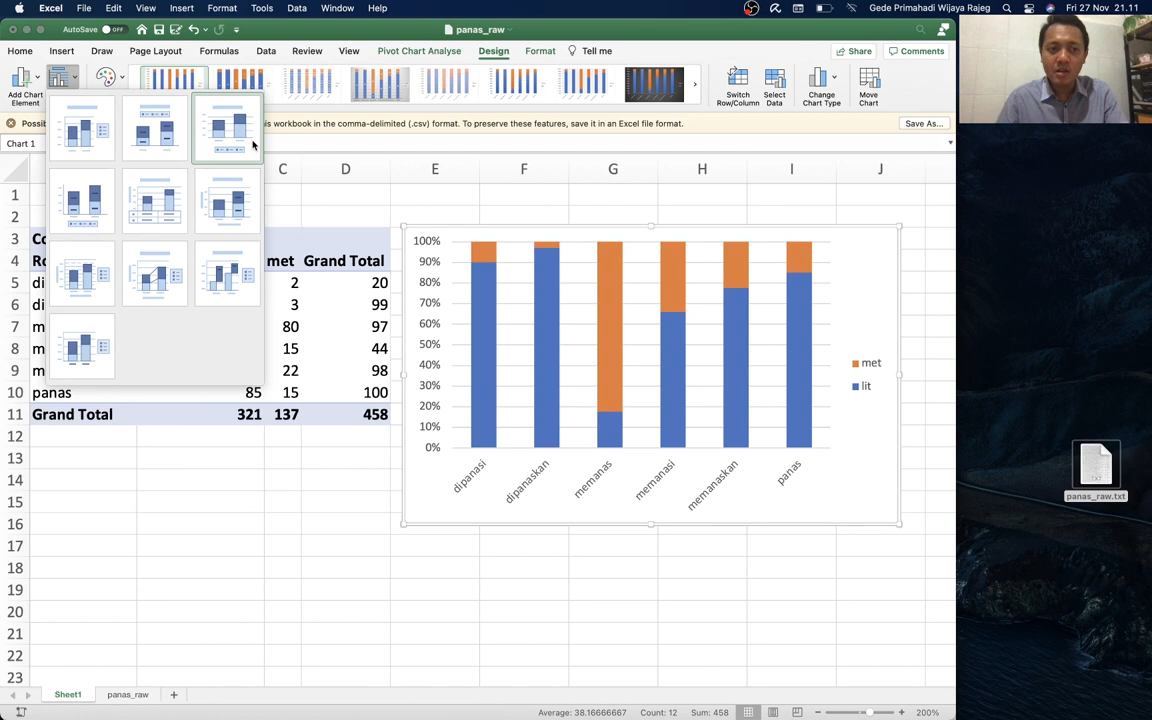 Excel File Edit View Insert Format Tools Data Window Help
Gede Primahadi Wijaya Rajeg Fri 27 Nov 21.11
AutoSave OFF
panas_raw
Home Insert Draw Page Layout Formulas Data Review View Pivot Chart Analyse Design Format Tell me
Share Comments
Add Chart
Element
Switch
Row/Column
Select
Data
Change
Chart Type
Move
Chart
is workbook in the comma-delimited (.csv) format. To preserve these features, save it in an Excel file format.
Save As...
Chart 1
C D E F G H I J
1
2
3
4 met Grand Total
5 di 2 20
6 di 3 99
7 m 80 97
8 m 15 44
9 m 22 98
10 panas 85 15 100
11 Grand Total 321 137 458
12
13
14
15
16
17
18
19
20
21
22
23
100%
90%
80%
70%
60%
50%
40%
30%
20%
10%
0%
met
lit
dipanasi dipanaskan memanas memanasi memanaskan panas
TXT
panas_raw.txt
Sheet1 panas_raw +
Average: 38.16666667 Count: 12 Sum: 458
200%